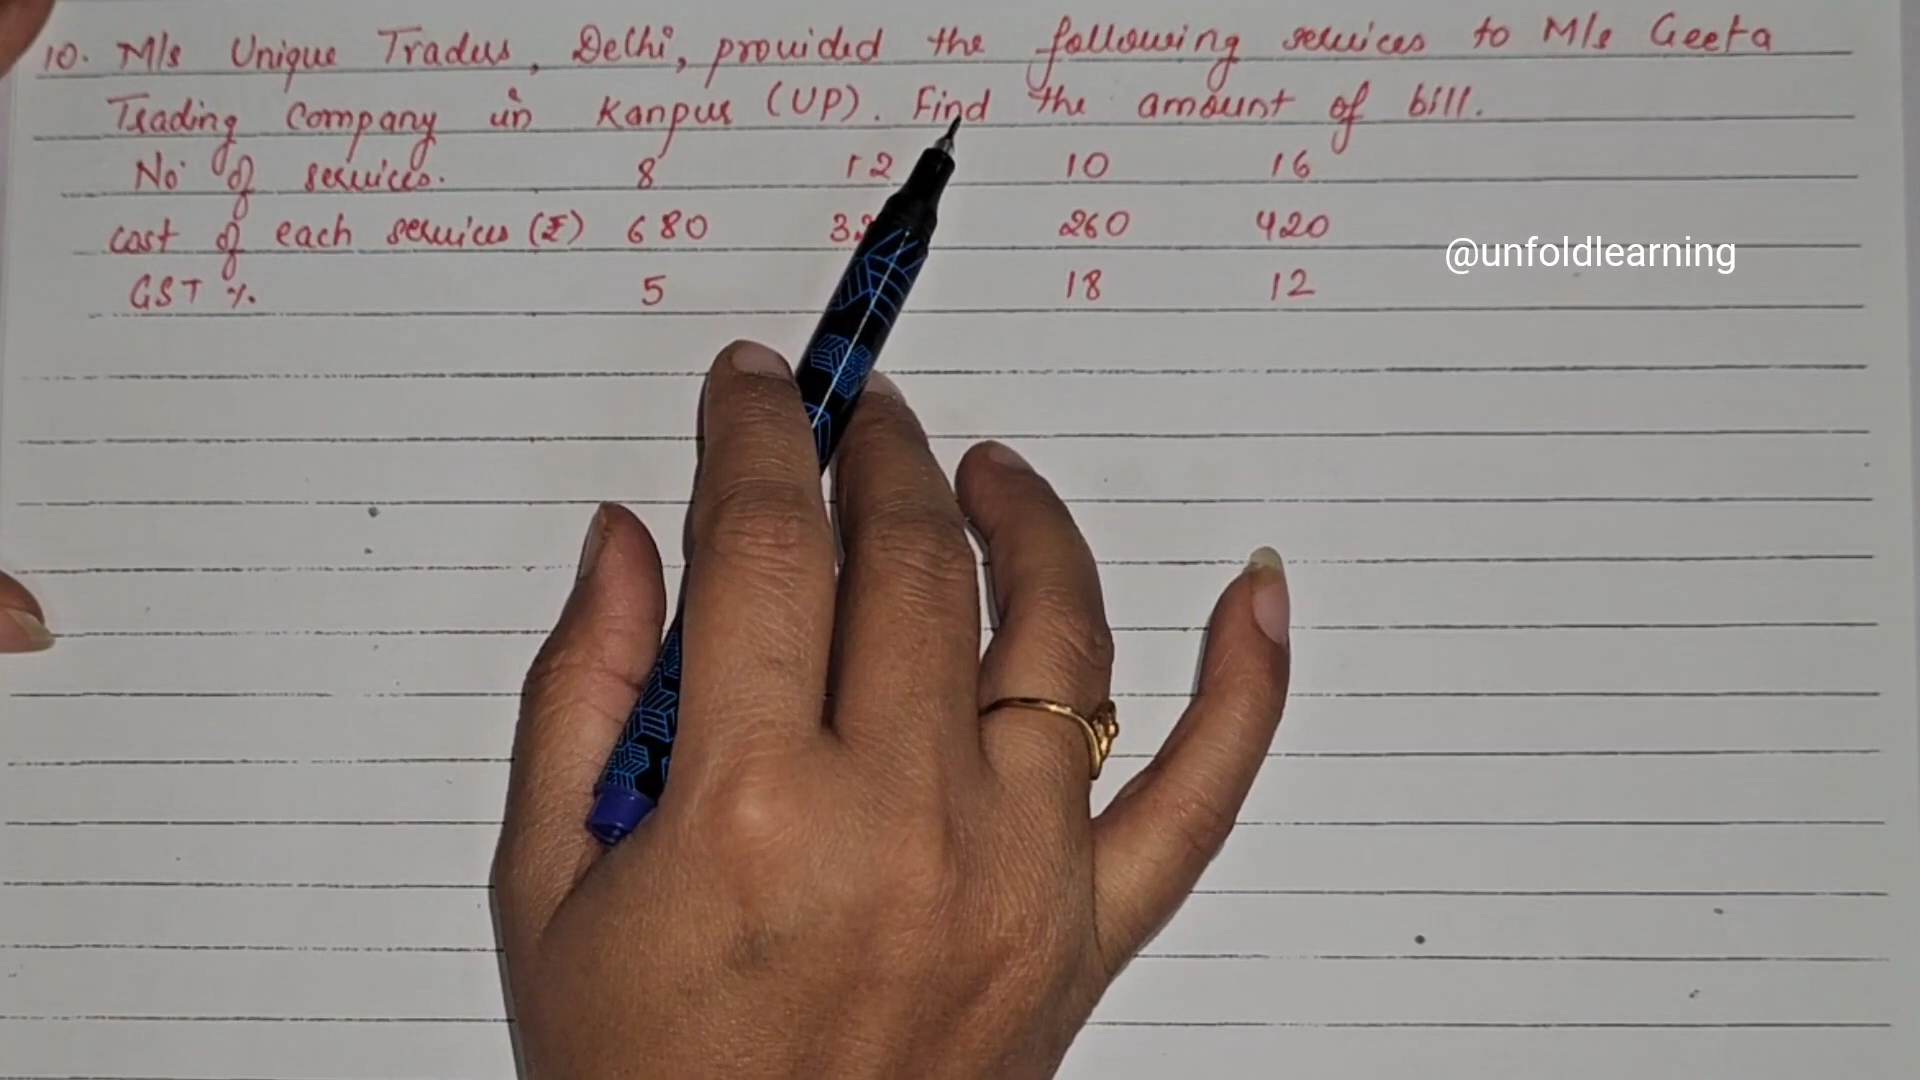 10. M/s Unique Traders, Delhi, provided the following services to M/s Geeta
Trading Company in Kanpur (UP). Find the amount of bill.
No of services. 8 12 10 16
cost of each services (₹) 680 260 420
GST %. 5 18 12
@unfoldlearning